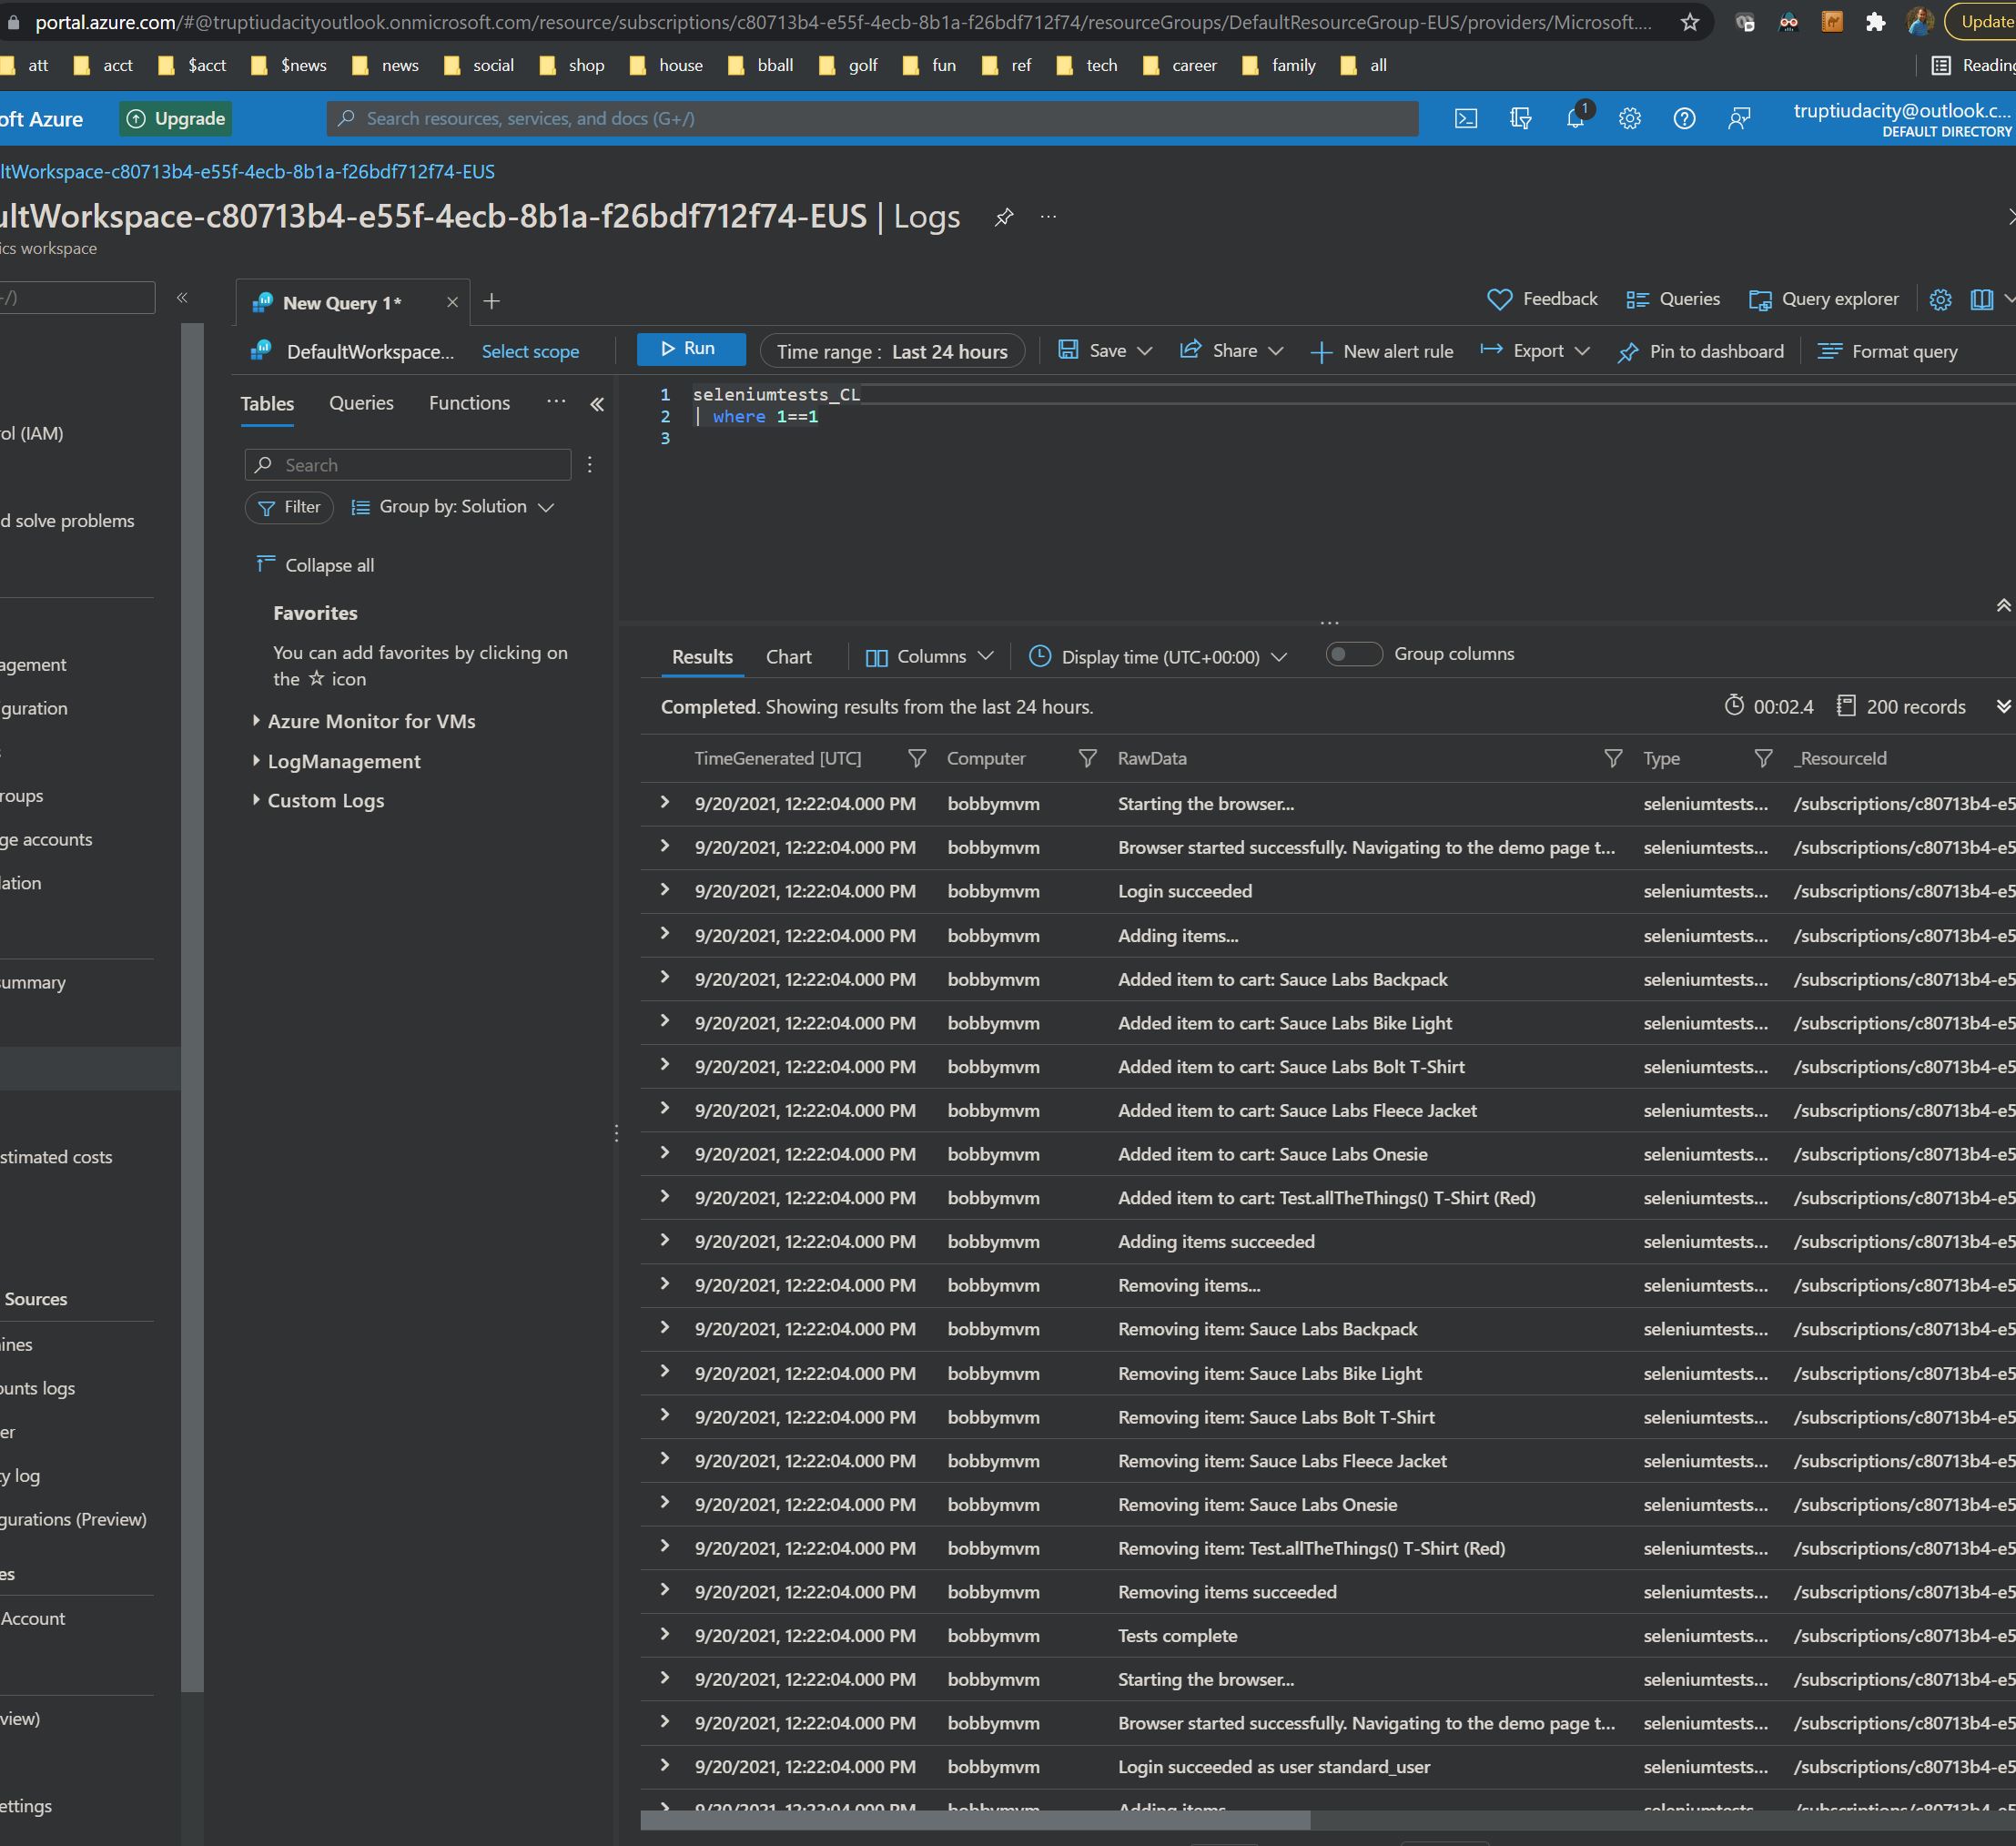 portal.azure.com/#@truptiudacityoutlook.onmicrosoft.com/resource/subscriptions/c80713b4-e55f-4ecb-8b1a-f26bdf712f74/resourceGroups/DefaultResourceGroup-EUS/providers/Microsoft.... Update
att acct $acct $news news social shop house bball golf fun ref tech career family all Reading
oft Azure Upgrade Search resources, services, and docs (G+/) 1 truptiudacity@outlook.c...
DEFAULT DIRECTORY
ltWorkspace-c80713b4-e55f-4ecb-8b1a-f26bdf712f74-EUS
ultWorkspace-c80713b4-e55f-4ecb-8b1a-f26bdf712f74-EUS | Logs ...
ics workspace
+/) « New Query 1* × + Feedback Queries Query explorer
DefaultWorkspace... Select scope Run Time range : Last 24 hours Save Share New alert rule Export Pin to dashboard Format query
Tables Queries Functions ... «
1 seleniumtests_CL
2 | where 1==1
3
Search
Filter Group by: Solution
Collapse all
Favorites
You can add favorites by clicking on
the ☆ icon
Azure Monitor for VMs
LogManagement
Custom Logs
rol (IAM)
d solve problems
agement
guration
s
roups
ge accounts
lation
summary
stimated costs
Sources
ines
ounts logs
er
ty log
gurations (Preview)
es
Account
view)
ettings
Results Chart Columns Display time (UTC+00:00) Group columns
Completed. Showing results from the last 24 hours. 00:02.4 200 records
TimeGenerated [UTC] Computer RawData Type _ResourceId
9/20/2021, 12:22:04.000 PM bobbymvm Starting the browser... seleniumtests... /subscriptions/c80713b4-e5
9/20/2021, 12:22:04.000 PM bobbymvm Browser started successfully. Navigating to the demo page t... seleniumtests... /subscriptions/c80713b4-e5
9/20/2021, 12:22:04.000 PM bobbymvm Login succeeded seleniumtests... /subscriptions/c80713b4-e5
9/20/2021, 12:22:04.000 PM bobbymvm Adding items... seleniumtests... /subscriptions/c80713b4-e5
9/20/2021, 12:22:04.000 PM bobbymvm Added item to cart: Sauce Labs Backpack seleniumtests... /subscriptions/c80713b4-e5
9/20/2021, 12:22:04.000 PM bobbymvm Added item to cart: Sauce Labs Bike Light seleniumtests... /subscriptions/c80713b4-e5
9/20/2021, 12:22:04.000 PM bobbymvm Added item to cart: Sauce Labs Bolt T-Shirt seleniumtests... /subscriptions/c80713b4-e5
9/20/2021, 12:22:04.000 PM bobbymvm Added item to cart: Sauce Labs Fleece Jacket seleniumtests... /subscriptions/c80713b4-e5
9/20/2021, 12:22:04.000 PM bobbymvm Added item to cart: Sauce Labs Onesie seleniumtests... /subscriptions/c80713b4-e5
9/20/2021, 12:22:04.000 PM bobbymvm Added item to cart: Test.allTheThings() T-Shirt (Red) seleniumtests... /subscriptions/c80713b4-e5
9/20/2021, 12:22:04.000 PM bobbymvm Adding items succeeded seleniumtests... /subscriptions/c80713b4-e5
9/20/2021, 12:22:04.000 PM bobbymvm Removing items... seleniumtests... /subscriptions/c80713b4-e5
9/20/2021, 12:22:04.000 PM bobbymvm Removing item: Sauce Labs Backpack seleniumtests... /subscriptions/c80713b4-e5
9/20/2021, 12:22:04.000 PM bobbymvm Removing item: Sauce Labs Bike Light seleniumtests... /subscriptions/c80713b4-e5
9/20/2021, 12:22:04.000 PM bobbymvm Removing item: Sauce Labs Bolt T-Shirt seleniumtests... /subscriptions/c80713b4-e5
9/20/2021, 12:22:04.000 PM bobbymvm Removing item: Sauce Labs Fleece Jacket seleniumtests... /subscriptions/c80713b4-e5
9/20/2021, 12:22:04.000 PM bobbymvm Removing item: Sauce Labs Onesie seleniumtests... /subscriptions/c80713b4-e5
9/20/2021, 12:22:04.000 PM bobbymvm Removing item: Test.allTheThings() T-Shirt (Red) seleniumtests... /subscriptions/c80713b4-e5
9/20/2021, 12:22:04.000 PM bobbymvm Removing items succeeded seleniumtests... /subscriptions/c80713b4-e5
9/20/2021, 12:22:04.000 PM bobbymvm Tests complete seleniumtests... /subscriptions/c80713b4-e5
9/20/2021, 12:22:04.000 PM bobbymvm Starting the browser... seleniumtests... /subscriptions/c80713b4-e5
9/20/2021, 12:22:04.000 PM bobbymvm Browser started successfully. Navigating to the demo page t... seleniumtests... /subscriptions/c80713b4-e5
9/20/2021, 12:22:04.000 PM bobbymvm Login succeeded as user standard_user seleniumtests... /subscriptions/c80713b4-e5
9/20/2021, 12:22:04.000 PM bobbymvm Adding items... seleniumtests... /subscriptions/c80713b4-e5